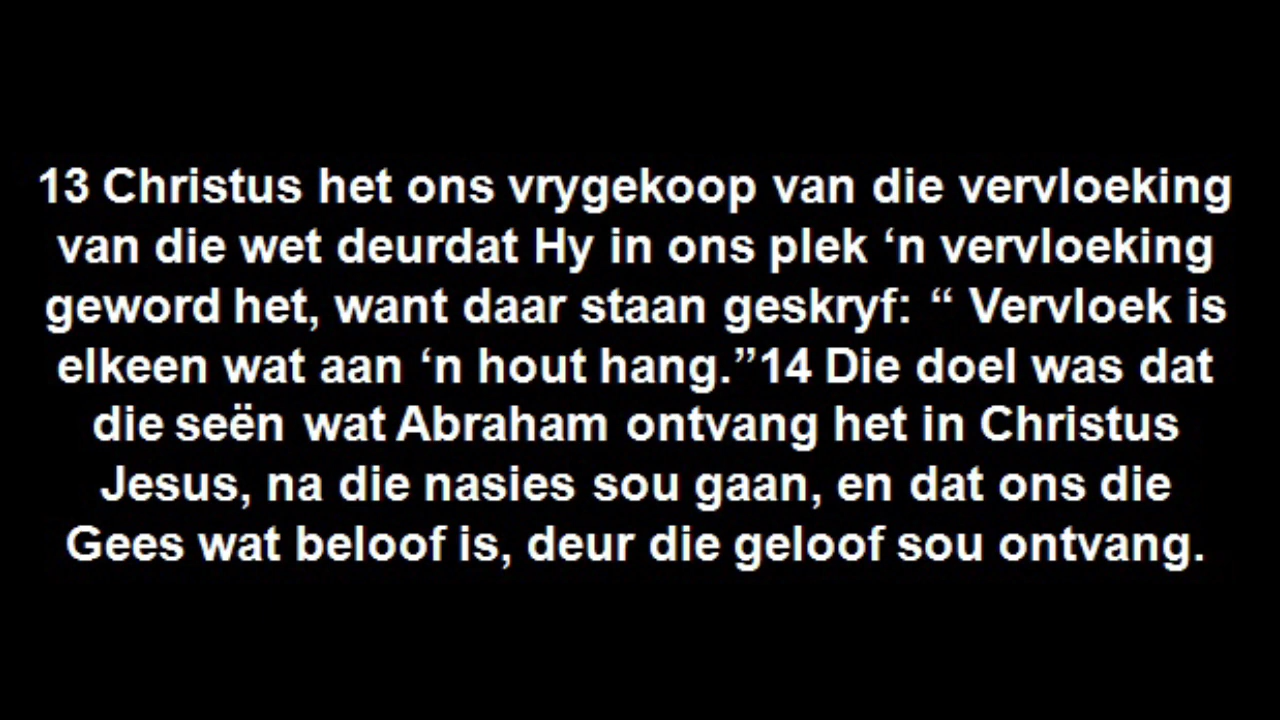 13 Christus het ons vrygekoop van die vervloeking
van die wet deurdat Hy in ons plek ‘n vervloeking
geword het, want daar staan geskryf: “ Vervloek is
elkeen wat aan ‘n hout hang.”14 Die doel was dat
die seën wat Abraham ontvang het in Christus
Jesus, na die nasies sou gaan, en dat ons die
Gees wat beloof is, deur die geloof sou ontvang.